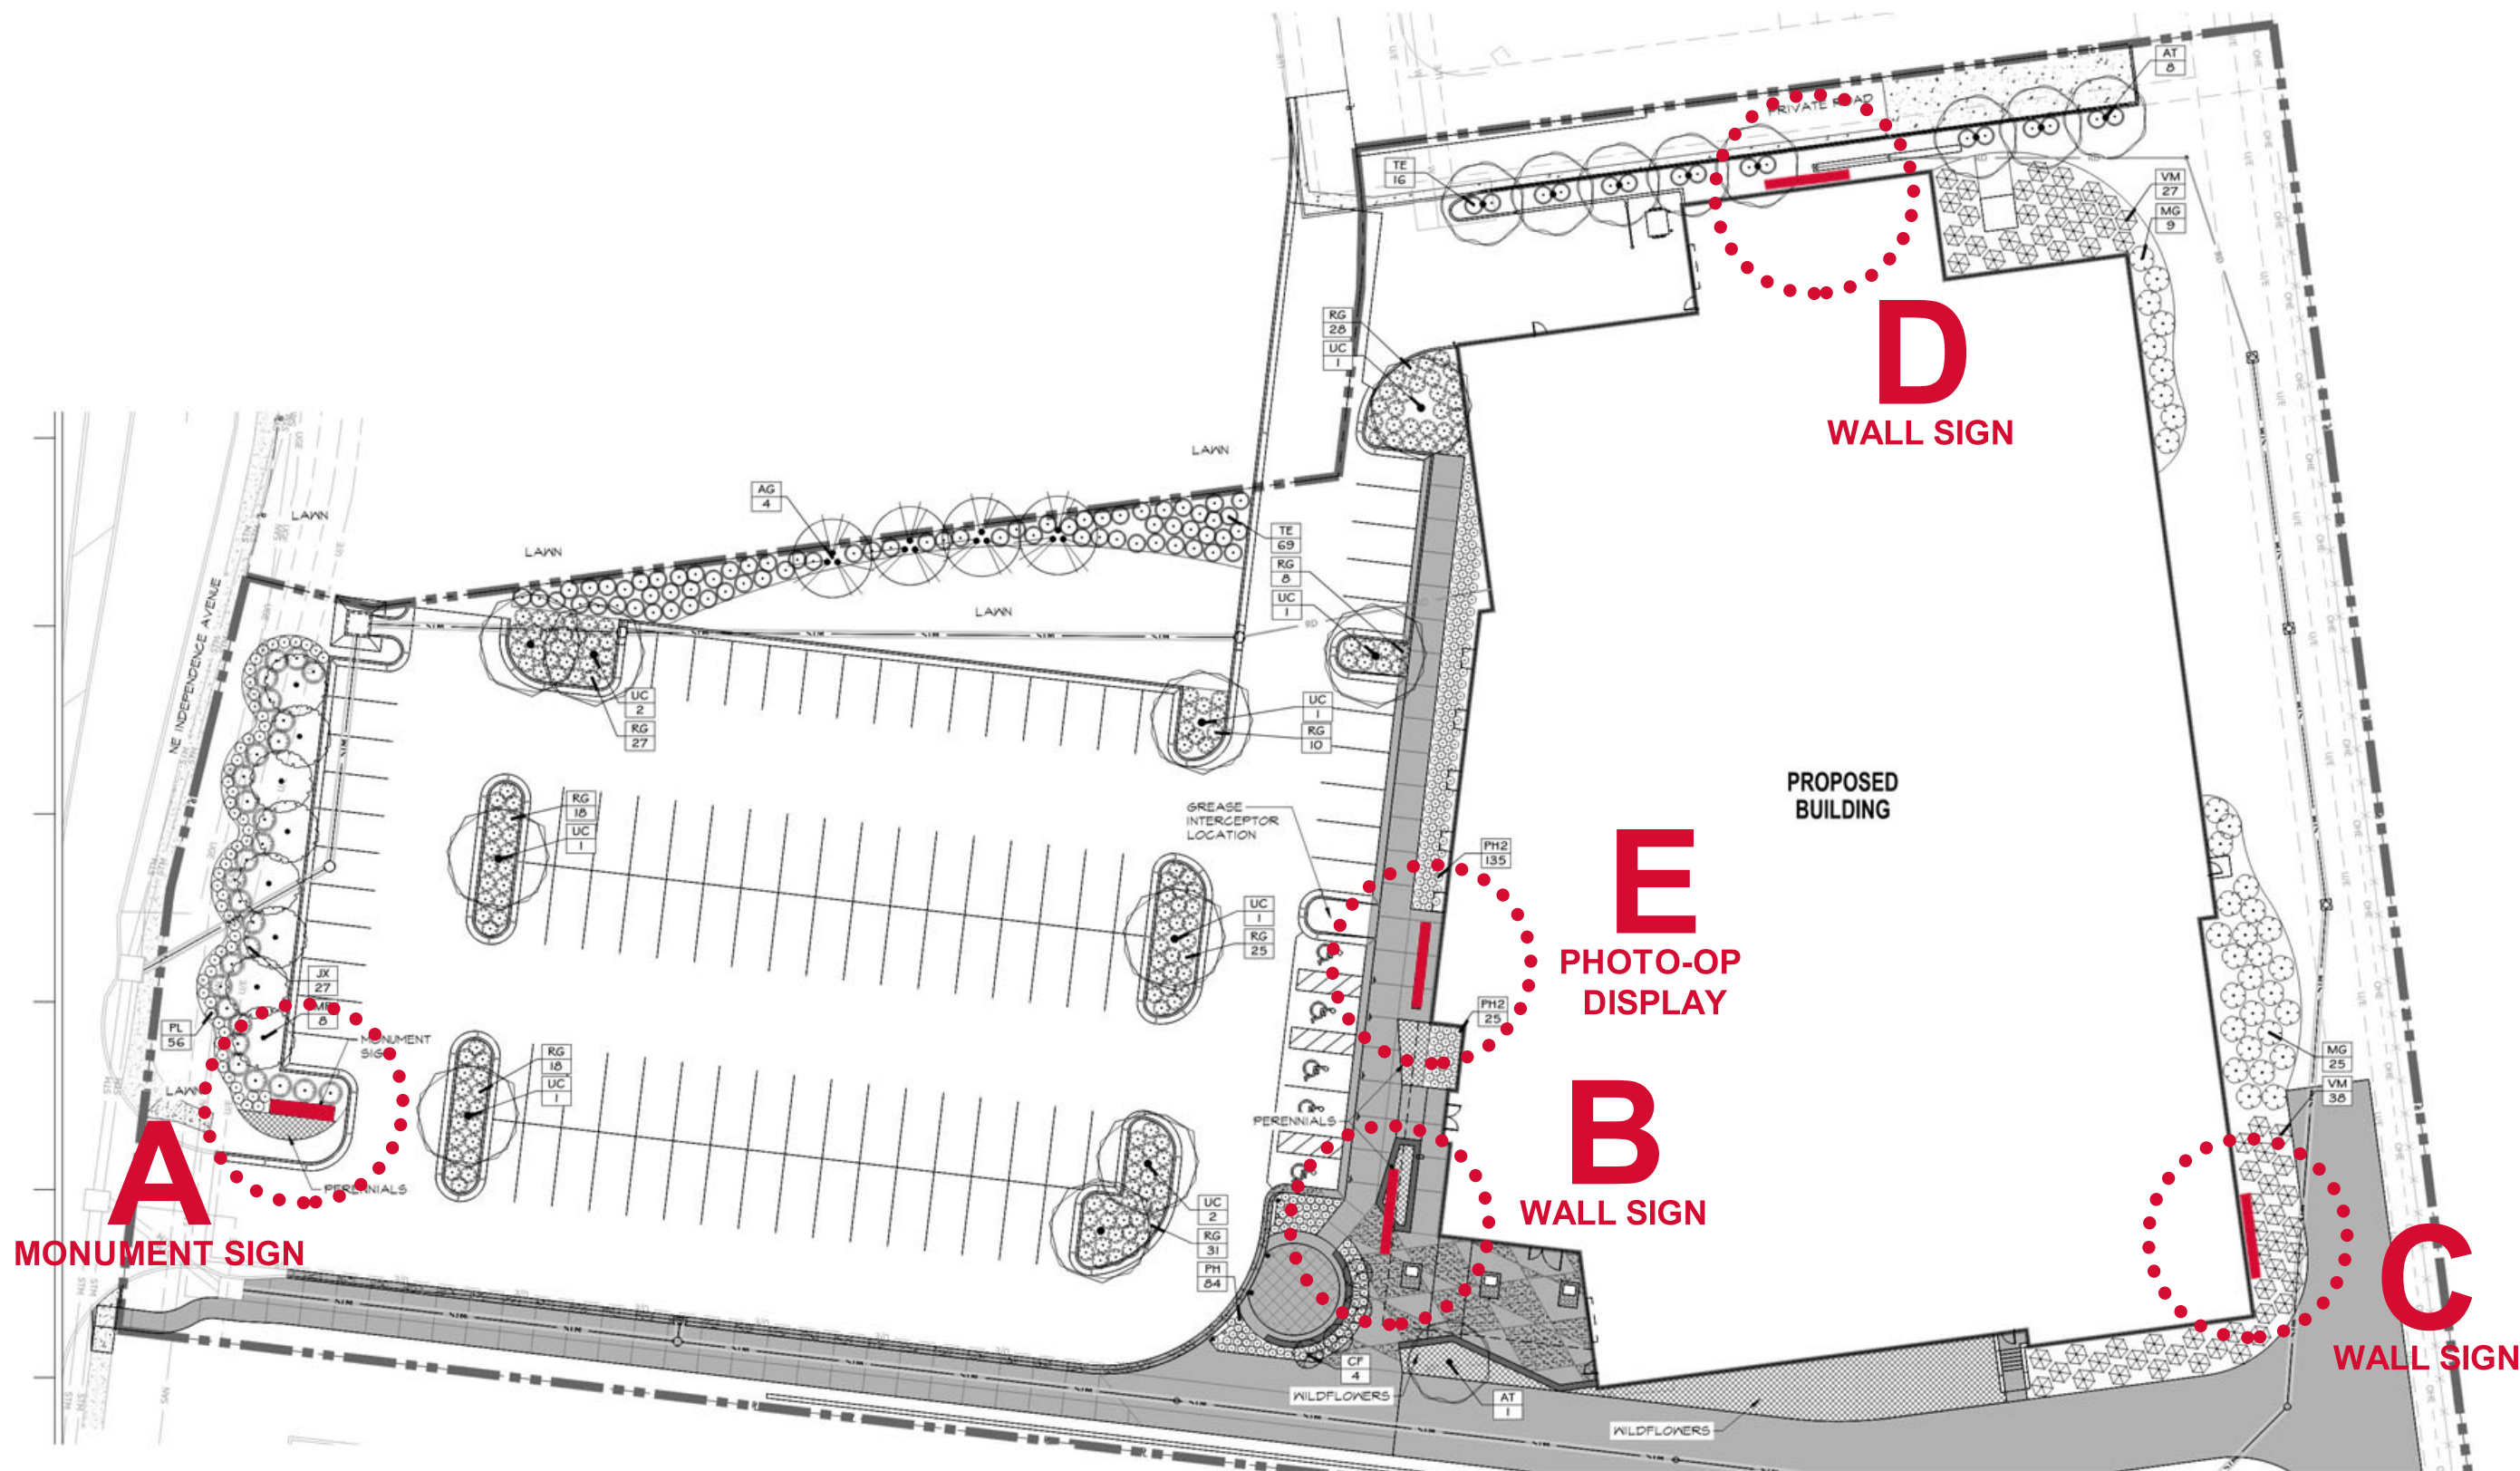 AT
8
PRIVATE ROAD
TE
16
VM
27
MG
9
D
WALL SIGN
RG
28
UC
1
LAWN
AG
4
LAWN
LAWN
TE
69
RG
8
UC
1
LAWN
NE INDEPENDENCE AVENUE
RD
UC
2
RG
27
UC
1
RG
10
PROPOSED
BUILDING
RG
18
UC
1
GREASE
INTERCEPTOR
LOCATION
E
PHOTO-OP
DISPLAY
PH2
135
UC
1
RG
25
JX
27
8
PL
56
MONUMENT
SIGN
PH2
25
RG
18
UC
1
MG
25
VM
38
LAWN
PERENNIALS
B
WALL SIGN
A
MONUMENT SIGN
PERENNIALS
UC
2
RG
31
PH
84
C
WALL SIGN
CF
4
WILDFLOWERS
AT
1
WILDFLOWERS